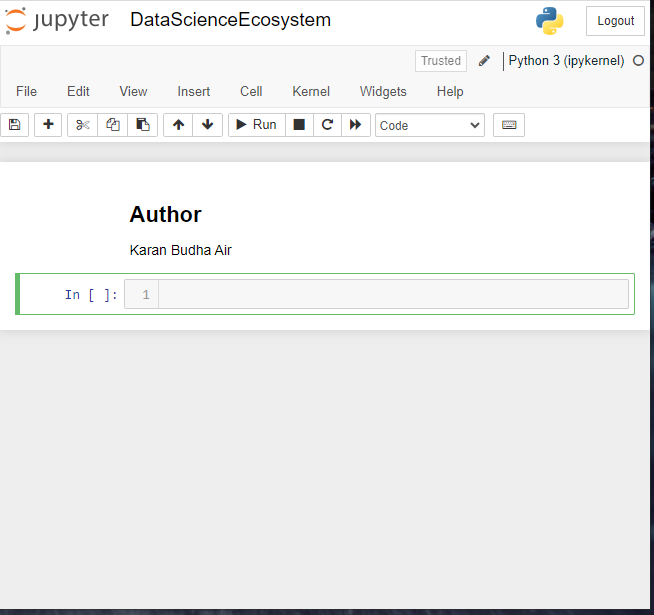 jupyter DataScienceEcosystem Logout
Trusted Python 3 (ipykernel)
File Edit View Insert Cell Kernel Widgets Help
Run Code
Author
Karan Budha Air
In [ ]: 1